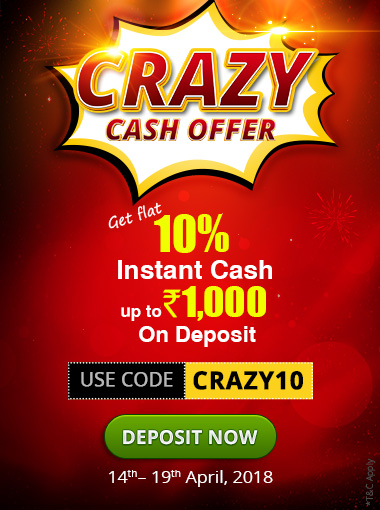 CRAZY
CASH OFFER
Get flat
10%
Instant Cash
up to ₹1,000
On Deposit
USE CODE CRAZY10
DEPOSIT NOW
14th– 19th April, 2018
*T&C Apply